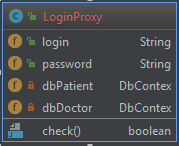 C LoginProxy
f login String
f password String
f dbPatient DbContex
f dbDoctor DbContex
check() boolean